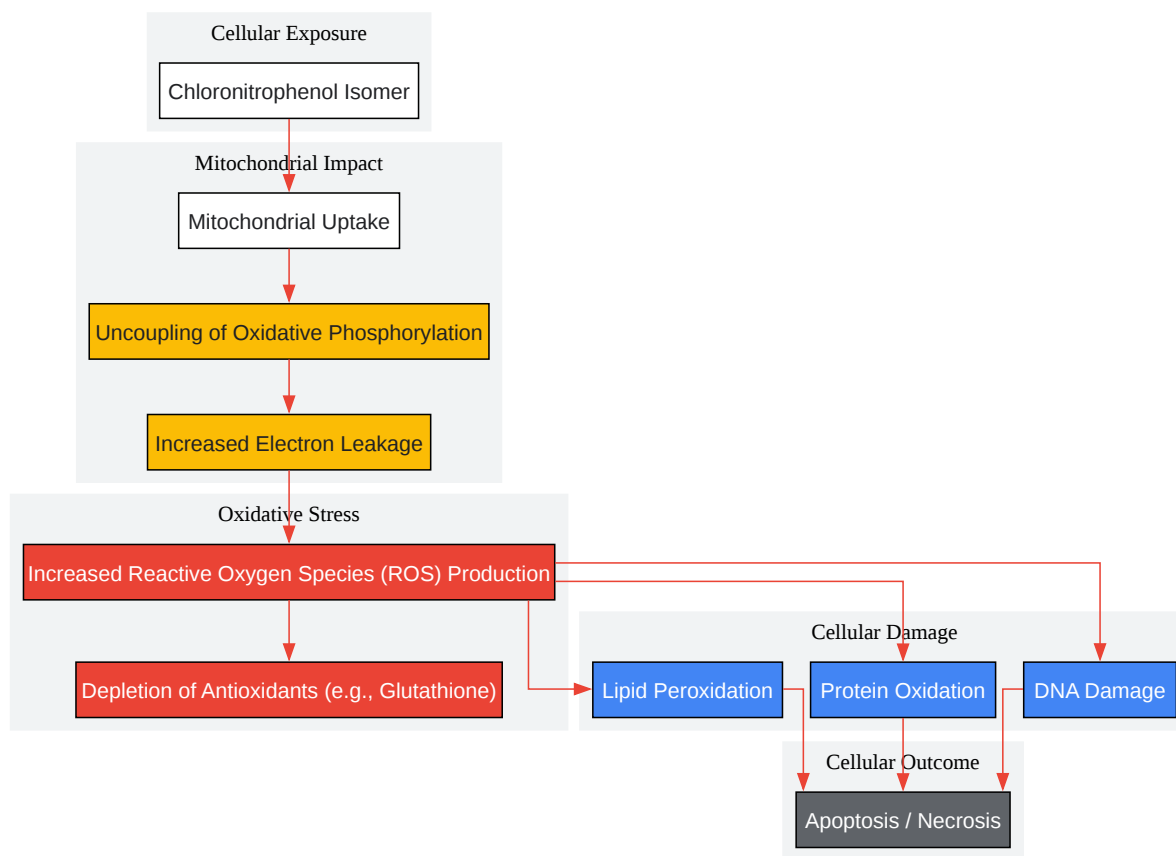 Cellular Exposure
Chloronitrophenol Isomer
Mitochondrial Impact
Mitochondrial Uptake
Uncoupling of Oxidative Phosphorylation
Increased Electron Leakage
Oxidative Stress
Increased Reactive Oxygen Species (ROS) Production
Depletion of Antioxidants (e.g., Glutathione)
Cellular Damage
Lipid Peroxidation
Protein Oxidation
DNA Damage
Cellular Outcome
Apoptosis / Necrosis